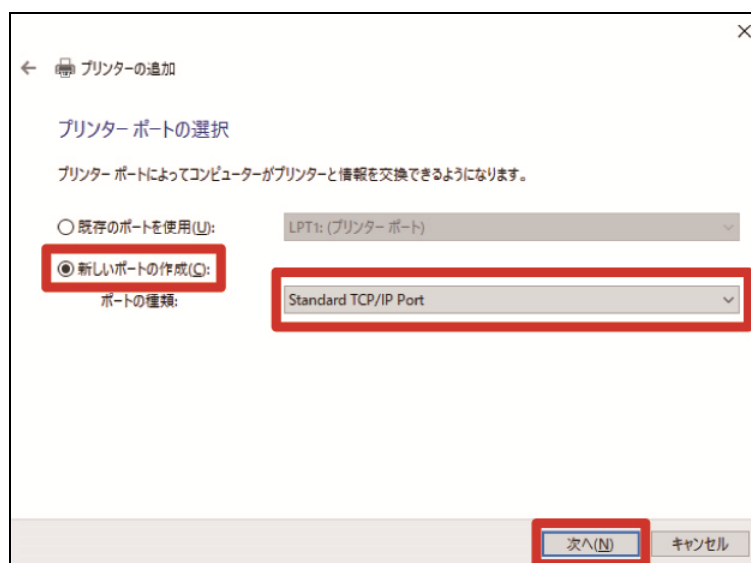 プリンターの追加
プリンター ポートの選択
プリンター ポートによってコンピューターがプリンターと情報を交換できるようになります。
既存のポートを使用(U):
LPT1: (プリンター ポート)
新しいポートの作成(C):
ポートの種類:
Standard TCP/IP Port
次へ(N)
キャンセル